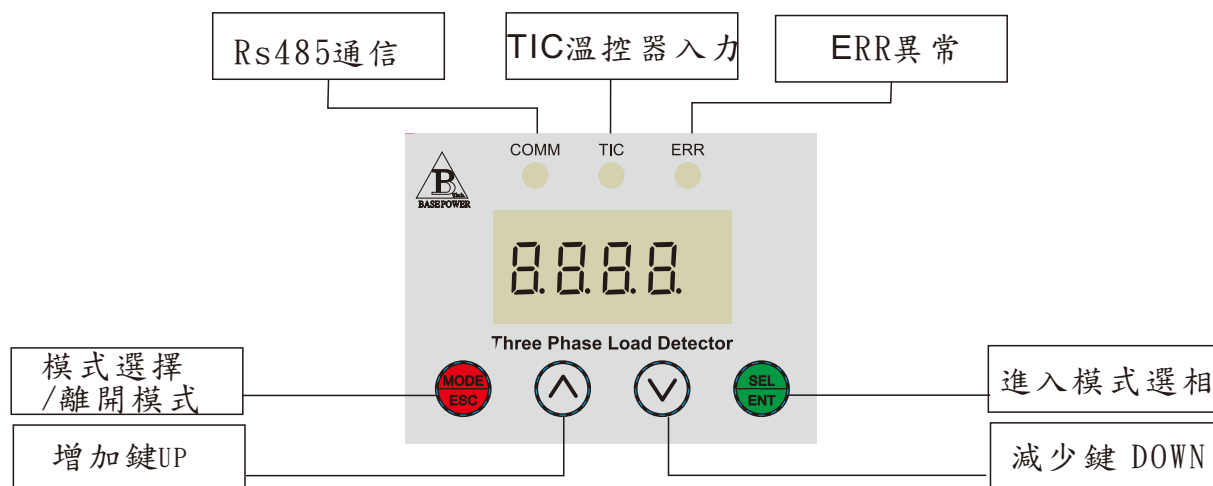 Rs485通信
TIC溫控器入力
ERR異常
COMM
TIC
ERR
B
Tech
BASEPOWER
8.8.8.8.
Three Phase Load Detector
模式選擇
/離開模式
MODE
ESC
SEL
ENT
進入模式選相
增加鍵UP
減少鍵 DOWN